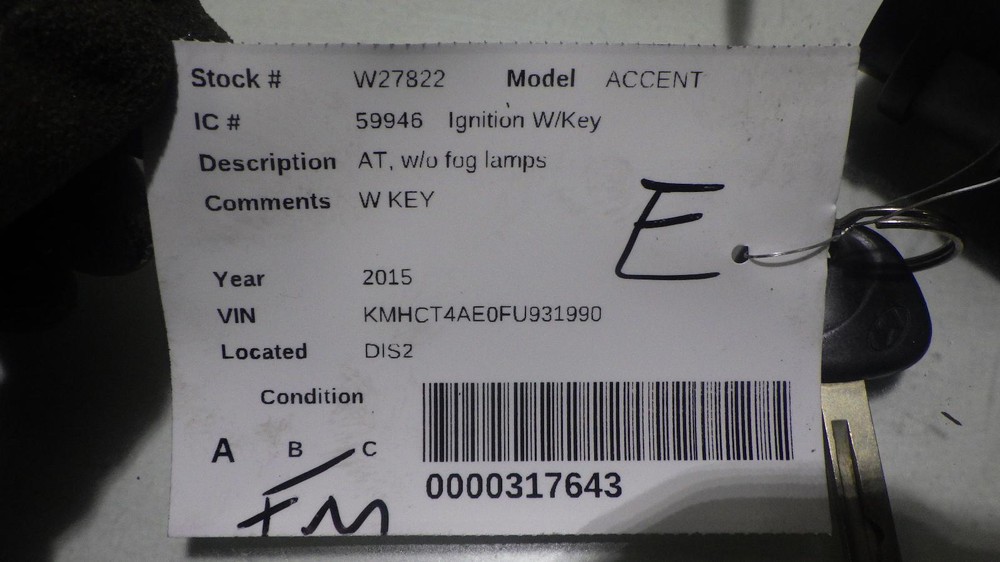 Stock # W27822 Model ACCENT
IC # 59946 Ignition W/Key
Description AT, w/o fog lamps
Comments W KEY
E
Year 2015
VIN KMHCT4AE0FU931990
Located DIS2
Condition
A B C
0000317643